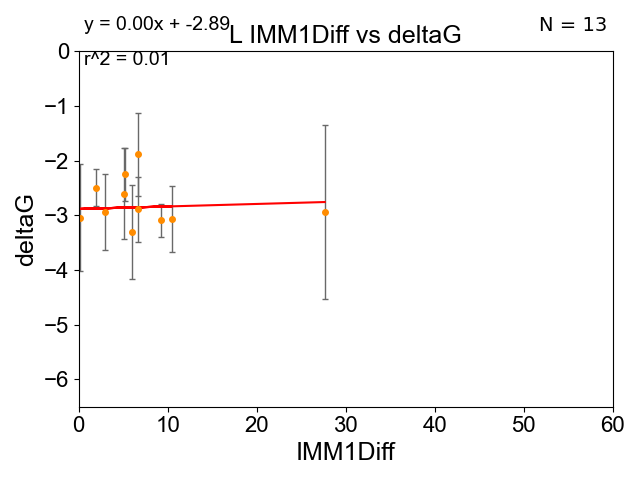 y = 0.00x + -2.89
L IMM1Diff vs deltaG
N = 13
r^2 = 0.01
0
−1
−2
−3
−4
−5
−6
deltaG
0 10 20 30 40 50 60
IMM1Diff